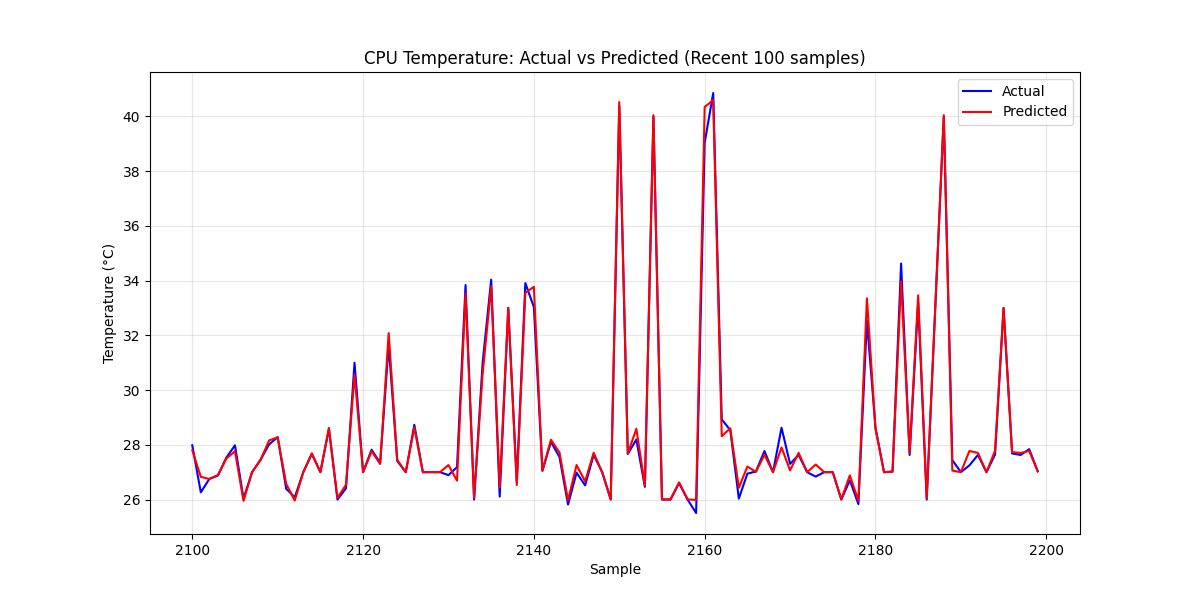 CPU Temperature: Actual vs Predicted (Recent 100 samples)
Actual
Predicted
Temperature (°C)
40
38
36
34
32
30
28
26
2100
2120
2140
2160
2180
2200
Sample